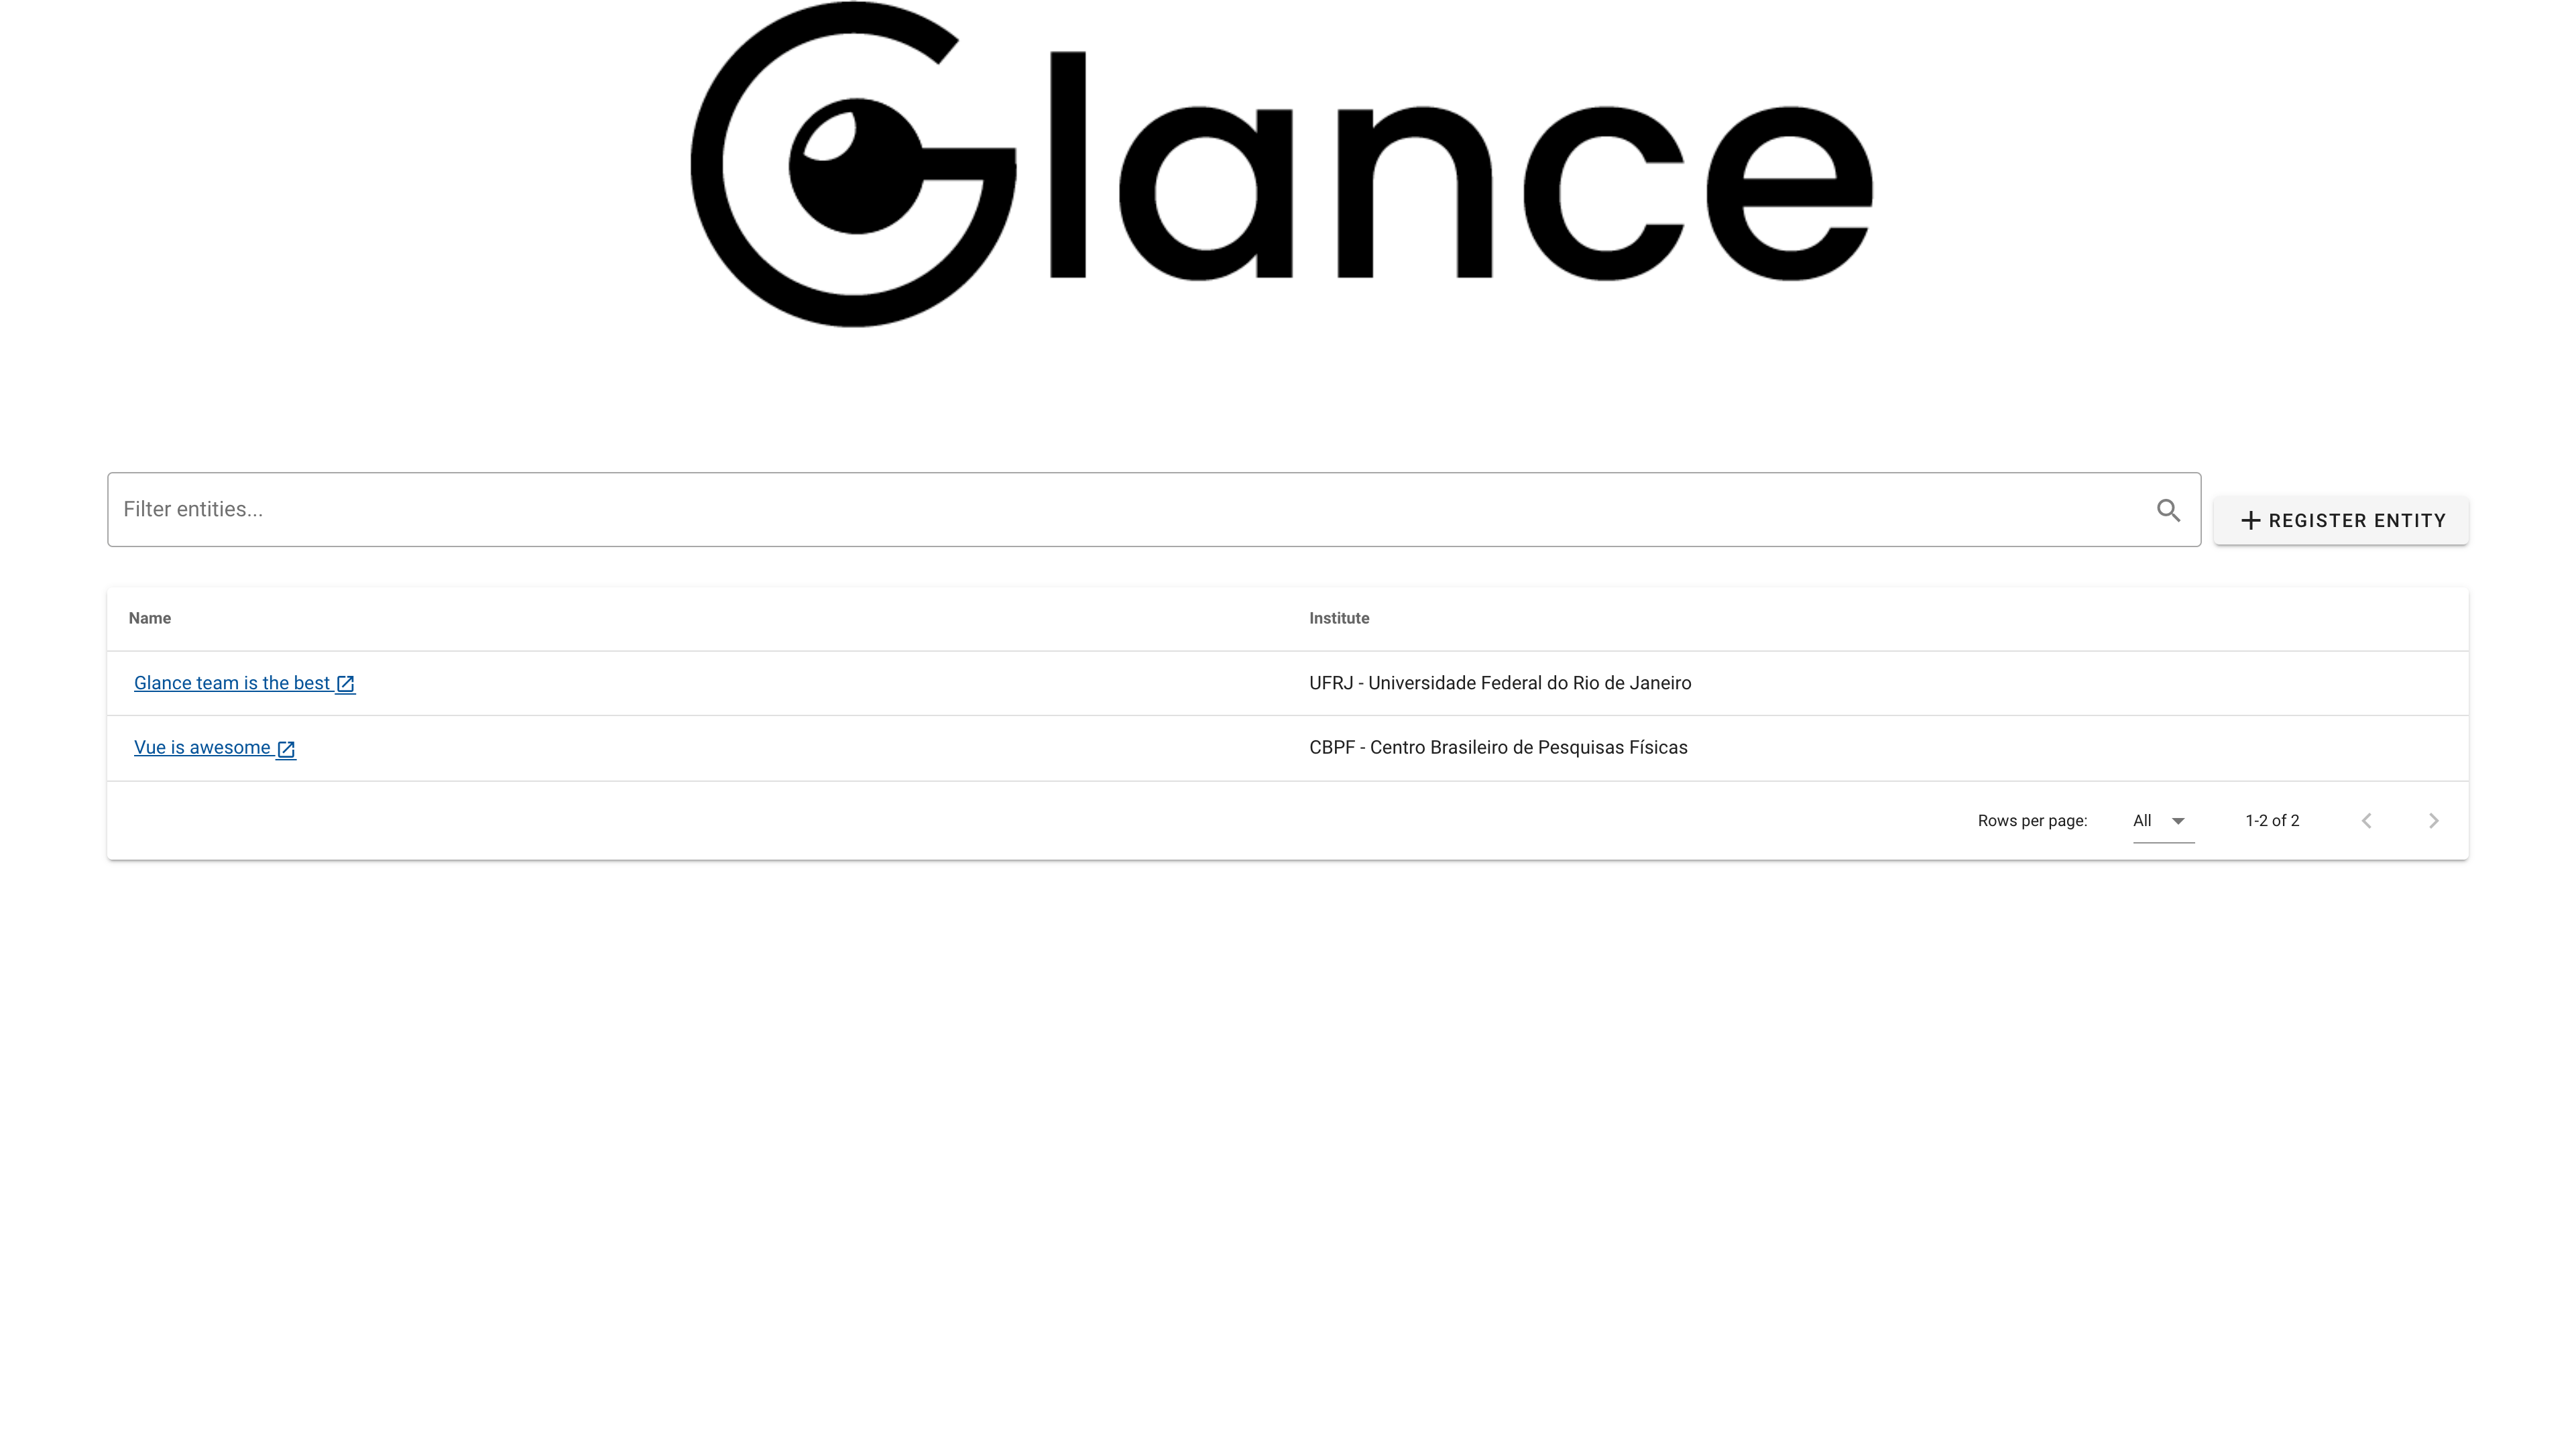 Glance
Filter entities...
REGISTER ENTITY
Name Institute
Glance team is the best UFRJ - Universidade Federal do Rio de Janeiro
Vue is awesome CBPF - Centro Brasileiro de Pesquisas Físicas
Rows per page: All 1-2 of 2